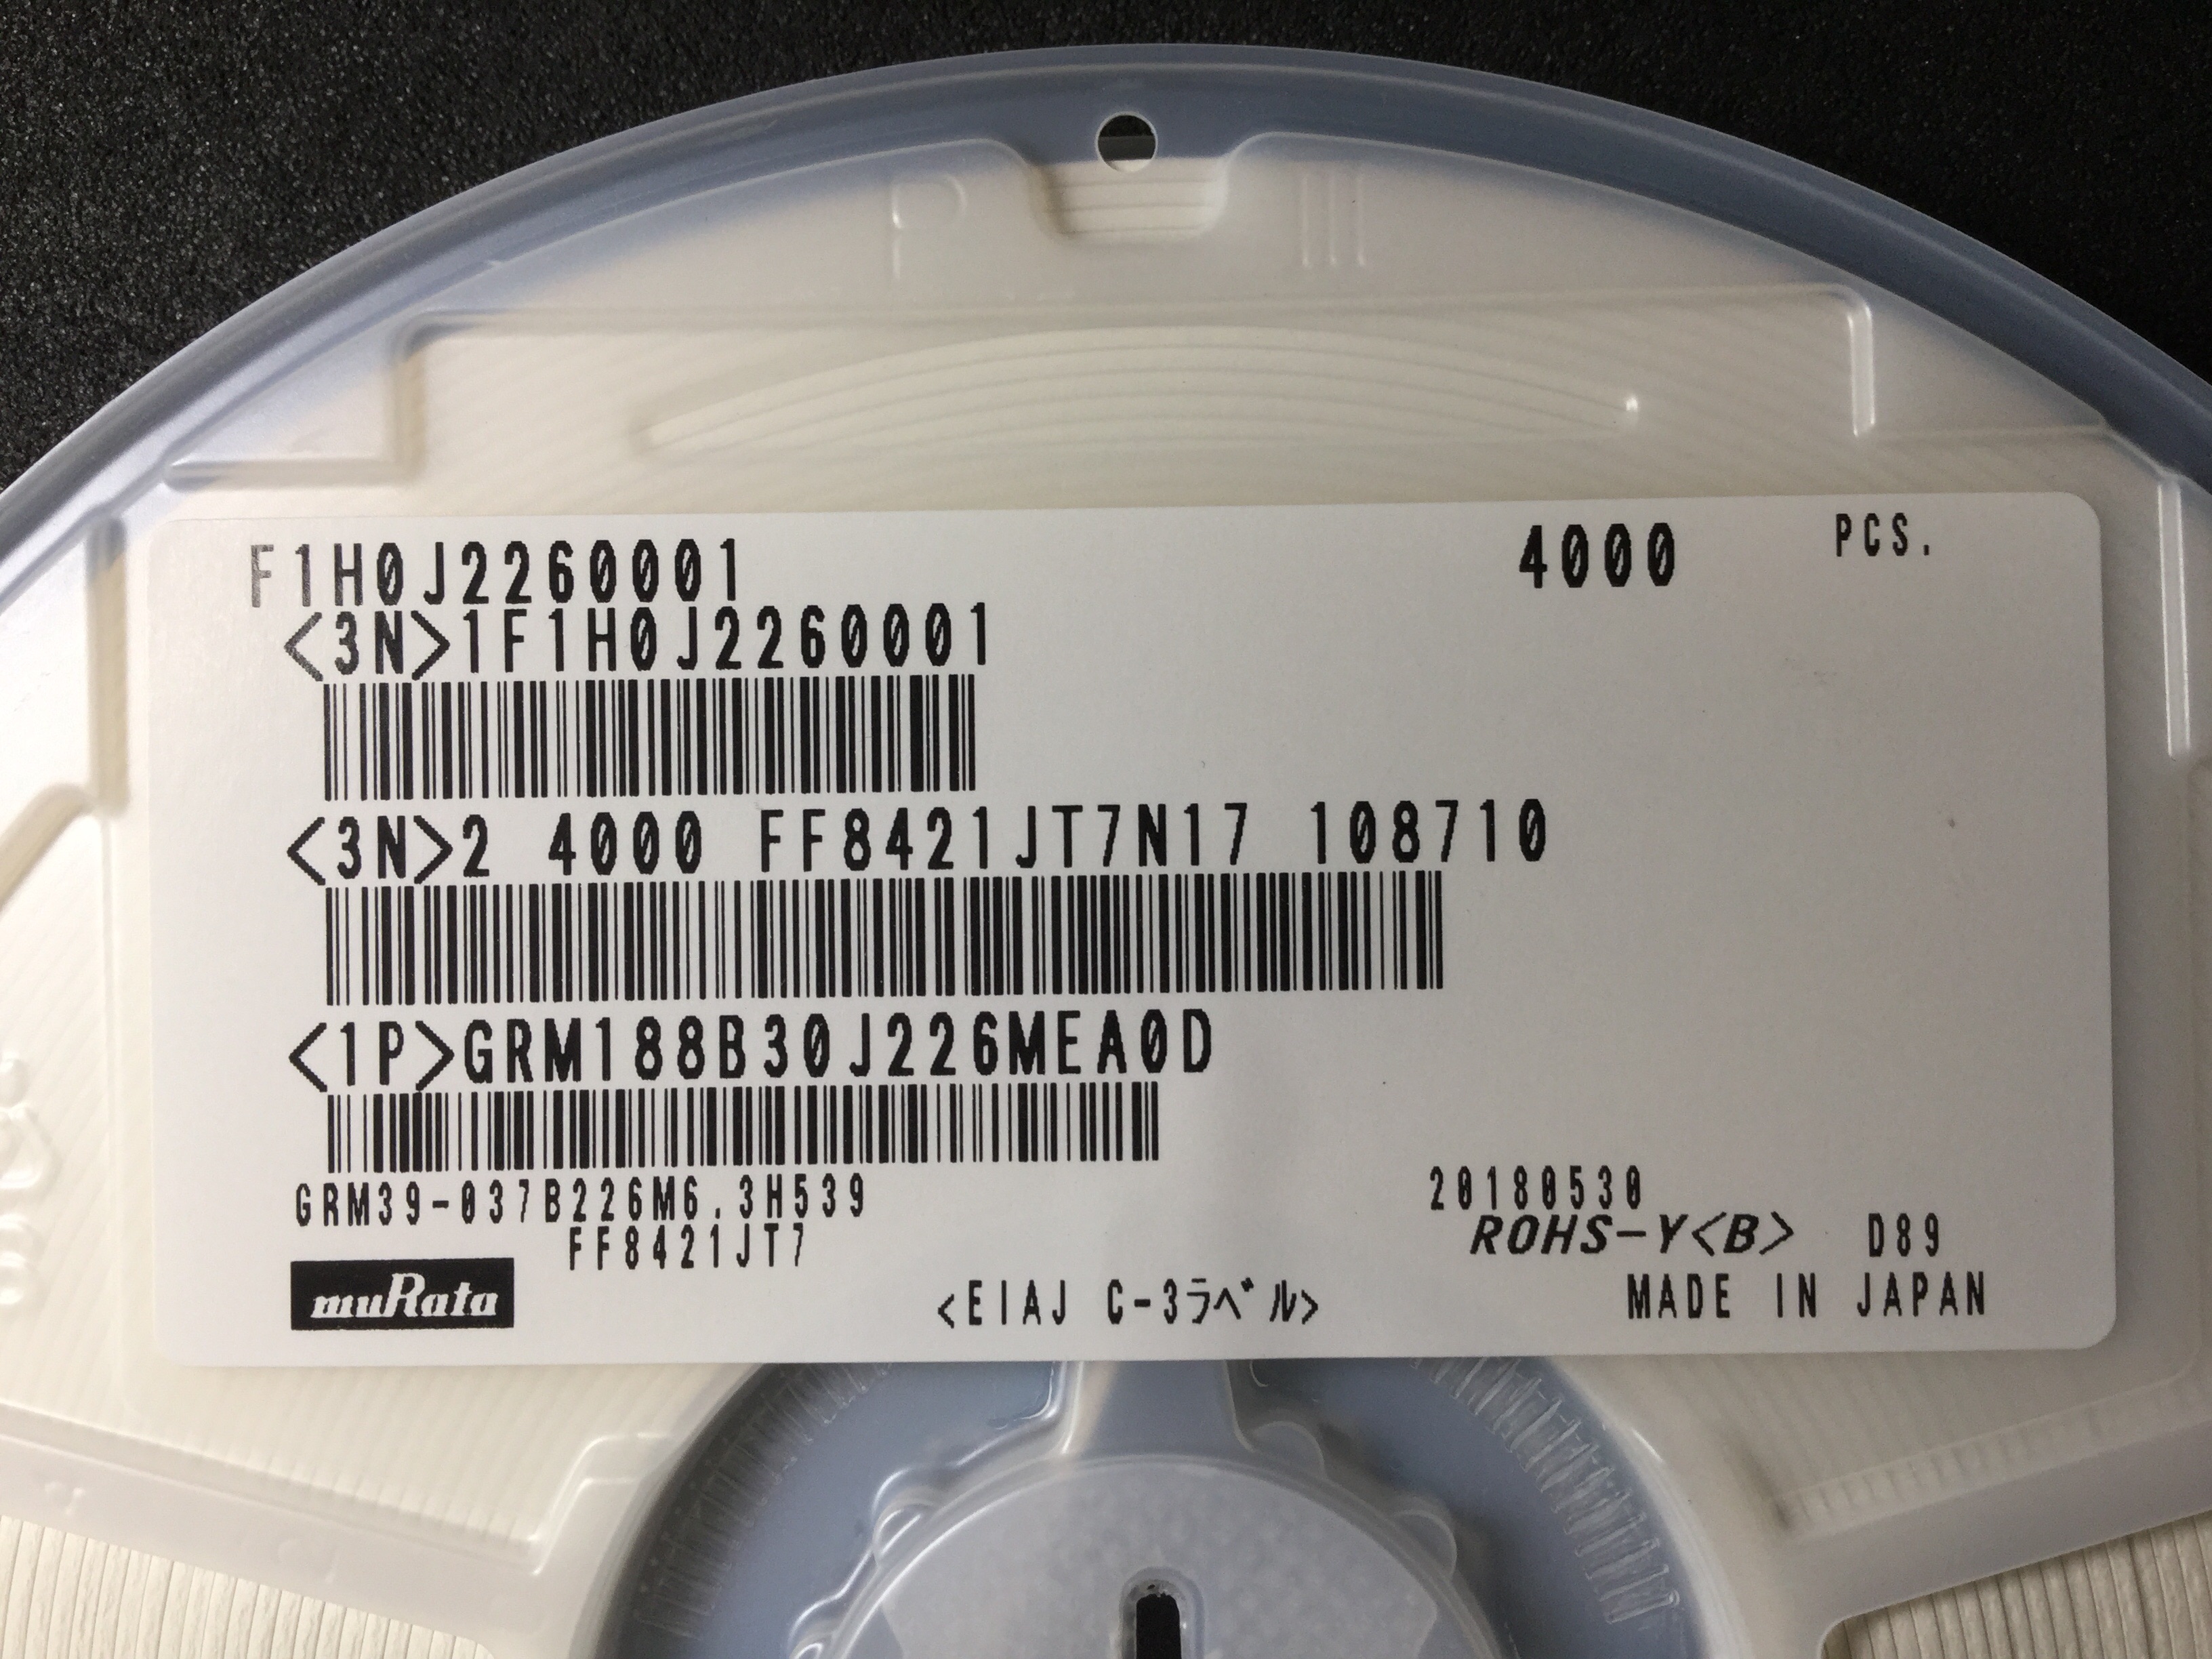 P III
F1H0J2260001 4000 PCS.
<3N>1F1H0J2260001
<3N>2 4000 FF8421JT7N17 108710
<1P>GRM188B30J226MEA0D
GRM39-037B226M6.3H539 20180530
FF8421JT7 ROHS-Y<B> D89
muRata <EIAJ C-3ラベル> MADE IN JAPAN